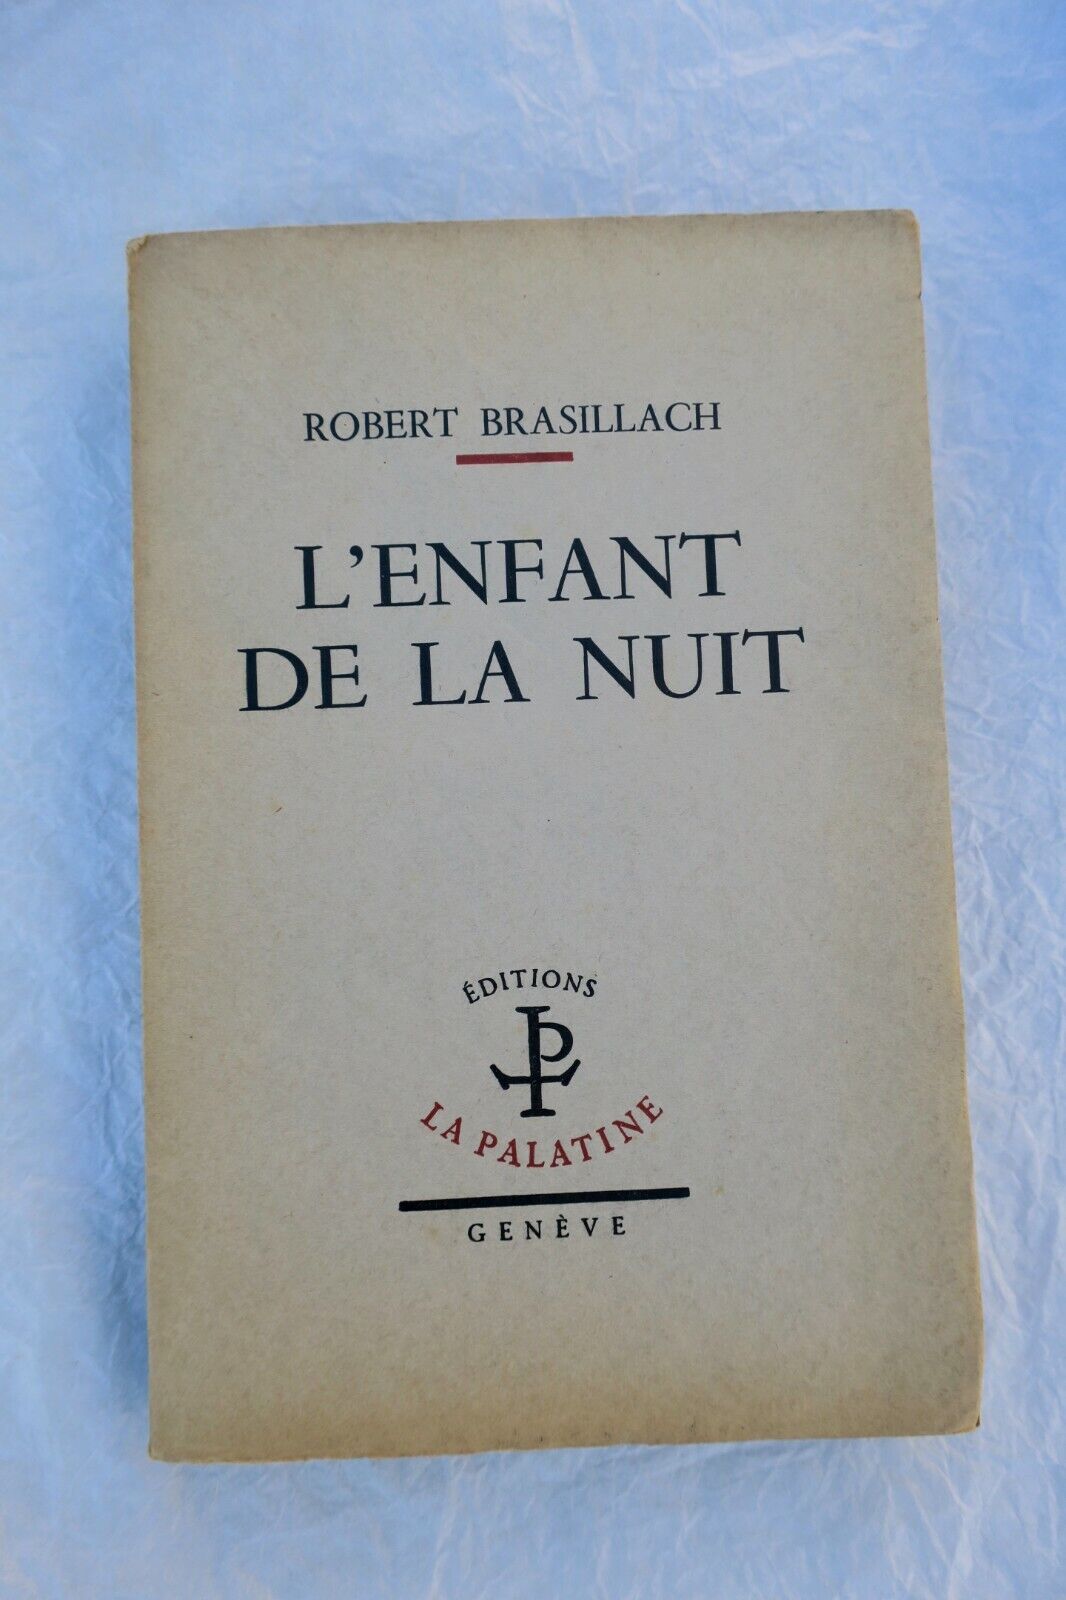 ROBERT BRASILLACH
L'ENFANT
DE LA NUIT
ÉDITIONS
LA PALATINE
GENÈVE